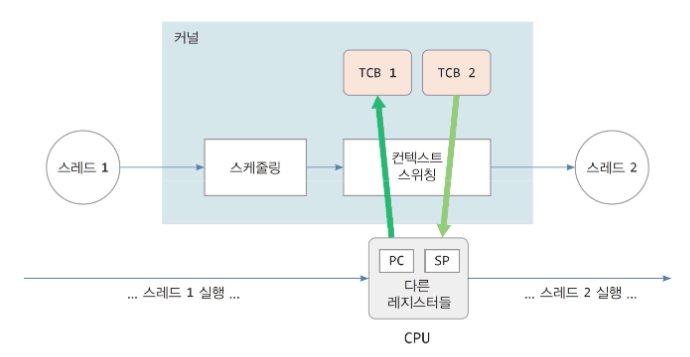 커널
TCB 1
TCB 2
스레드 1
스케줄링
컨텍스트
스위칭
스레드 2
PC
SP
다른
레지스터들
... 스레드 1 실행 ...
... 스레드 2 실행 ...
CPU